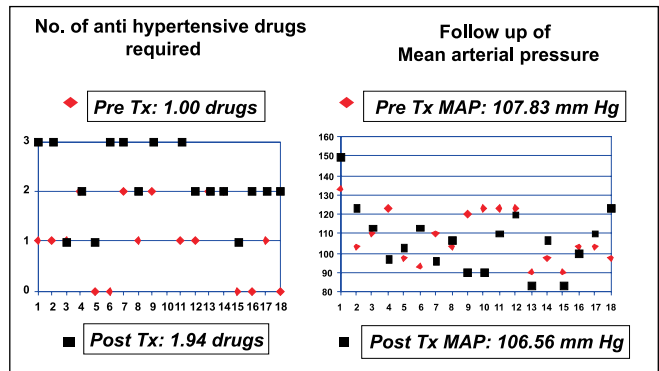 No. of anti hypertensive drugs
required
Pre Tx: 1.00 drugs
3
2
1
0
1 2 3 4 5 6 7 8 9 10 11 12 13 14 15 16 17 18
Post Tx: 1.94 drugs
Follow up of
Mean arterial pressure
Pre Tx MAP: 107.83 mm Hg
160
150
140
130
120
110
100
90
80
1 2 3 4 5 6 7 8 9 10 11 12 13 14 15 16 17 18
Post Tx MAP: 106.56 mm Hg